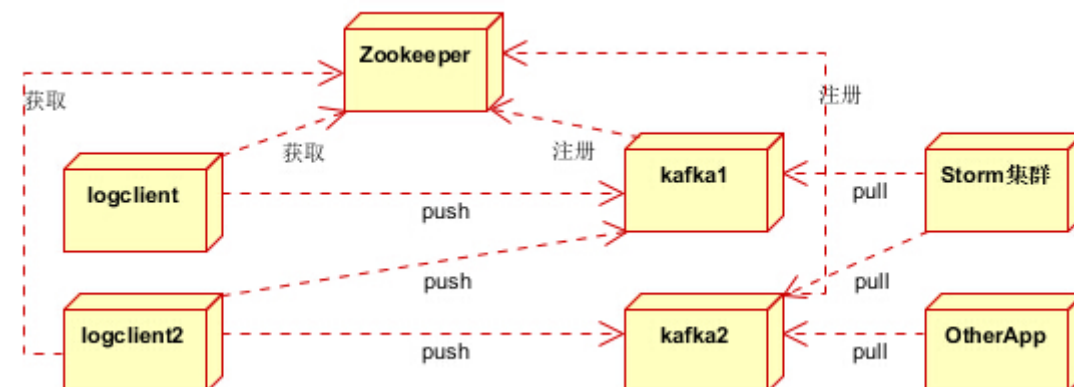 Zookeeper
获取
注册
获取
注册
logclient
kafka1
Storm集群
push
pull
push
pull
logclient2
kafka2
OtherApp
push
pull